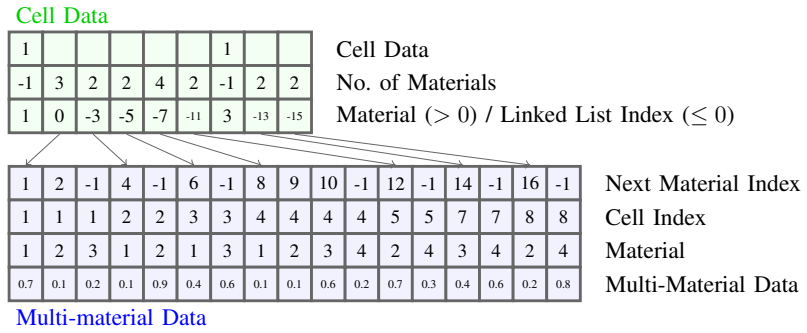 Cell Data
1 1 Cell Data
-1 3 2 2 4 2 -1 2 2 No. of Materials
1 0 -3 -5 -7 -11 3 -13 -15 Material (> 0) / Linked List Index (≤ 0)
1 2 -1 4 -1 6 -1 8 9 10 -1 12 -1 14 -1 16 -1 Next Material Index
1 1 1 2 2 3 3 4 4 4 4 5 5 7 7 8 8 Cell Index
1 2 3 1 2 1 3 1 2 3 4 2 4 3 4 2 4 Material
0.7 0.1 0.2 0.1 0.9 0.4 0.6 0.1 0.1 0.6 0.2 0.7 0.3 0.4 0.6 0.2 0.8 Multi-Material Data
Multi-material Data